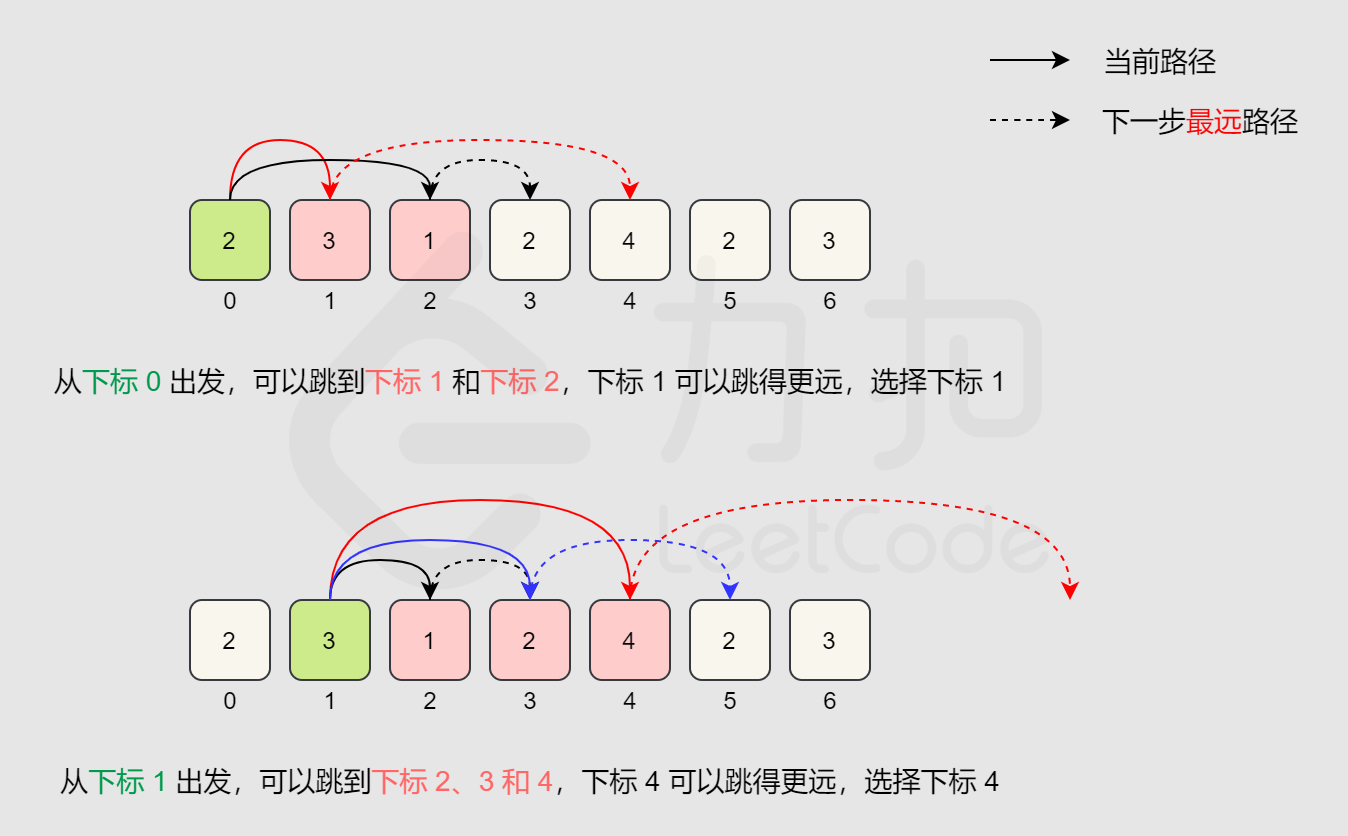 当前路径
下一步最远路径
2 3 1 2 4 2 3
0 1 2 3 4 5 6
从下标 0 出发，可以跳到下标 1 和下标 2，下标 1 可以跳得更远，选择下标 1
力扣
LeetCode
2 3 1 2 4 2 3
0 1 2 3 4 5 6
从下标 1 出发，可以跳到下标 2、3 和 4，下标 4 可以跳得更远，选择下标 4